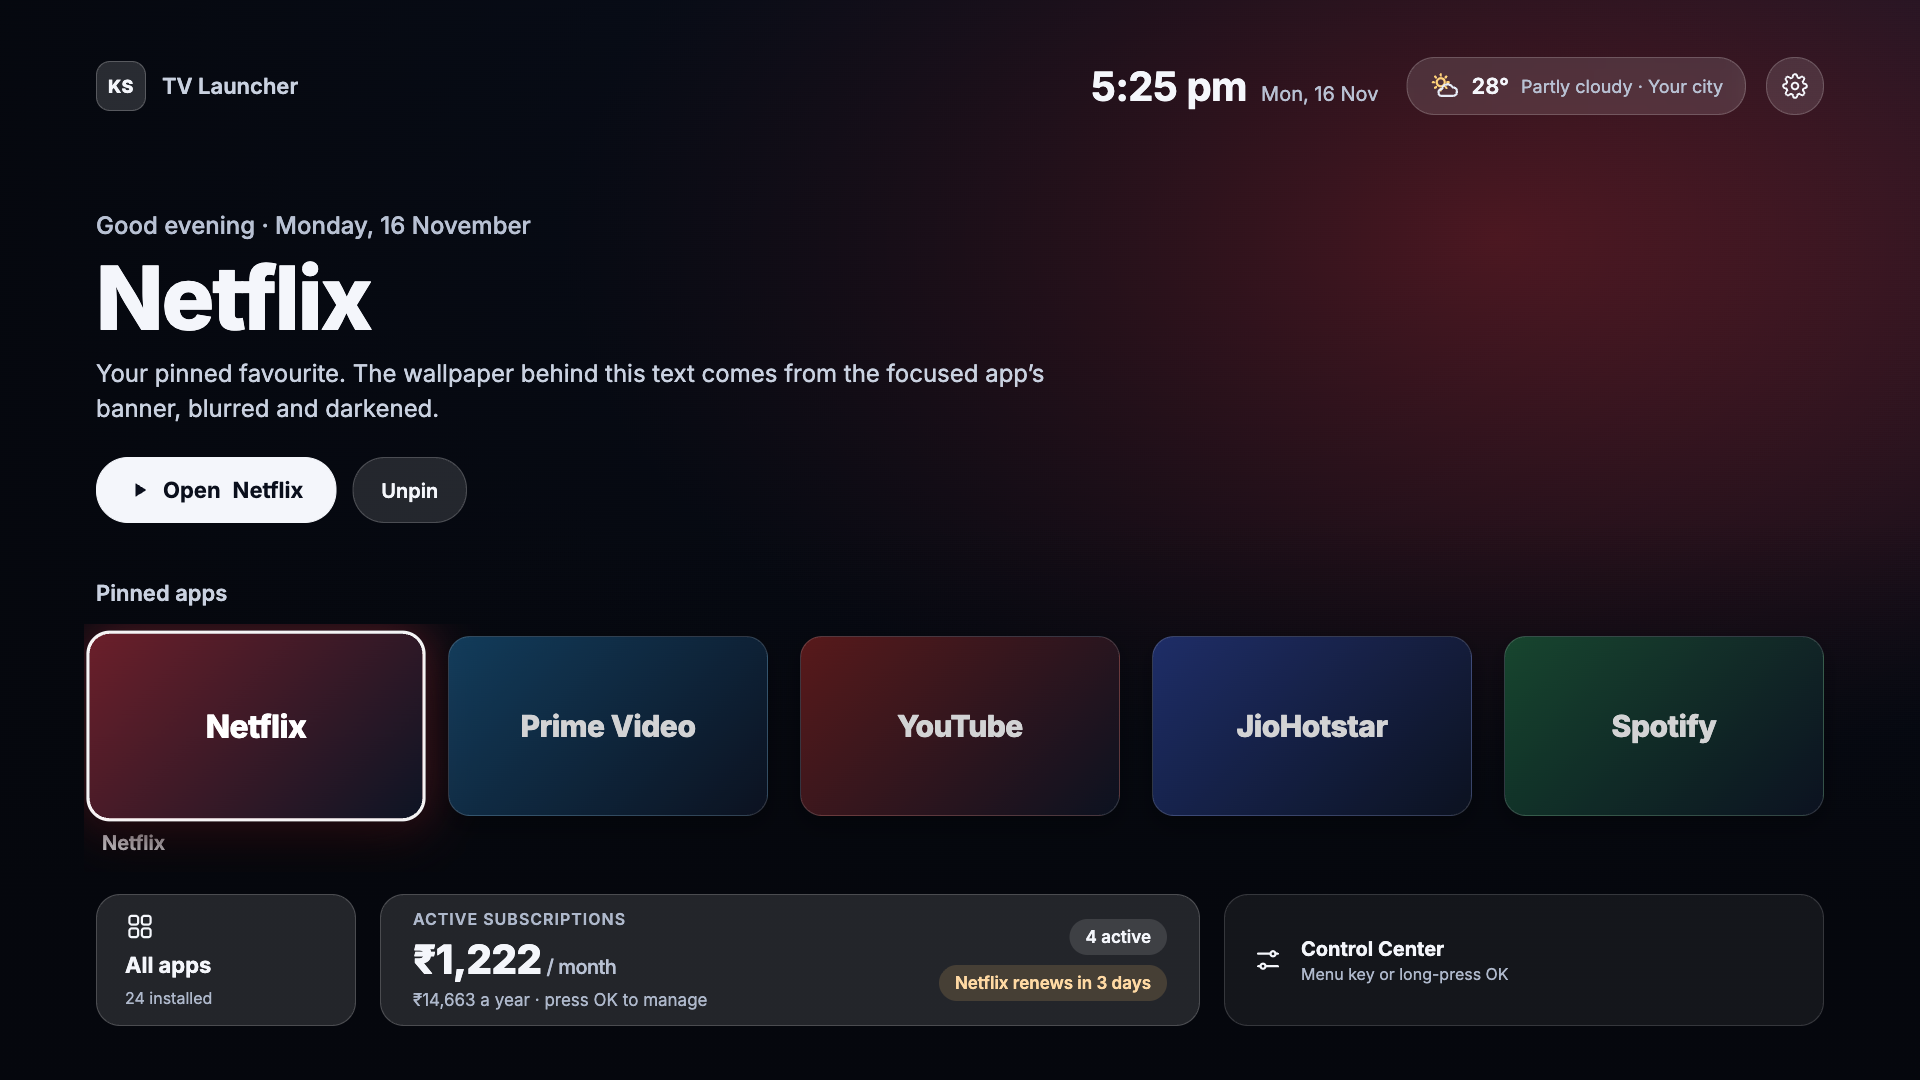 KS
TV Launcher
5:25 pm Mon, 16 Nov
28° Partly cloudy · Your city
Good evening · Monday, 16 November
Netflix
Your pinned favourite. The wallpaper behind this text comes from the focused app’s
banner, blurred and darkened.
Open Netflix
Unpin
Pinned apps
Netflix
Prime Video
YouTube
JioHotstar
Spotify
Netflix
All apps
24 installed
ACTIVE SUBSCRIPTIONS
₹1,222 / month
₹14,663 a year · press OK to manage
4 active
Netflix renews in 3 days
Control Center
Menu key or long-press OK